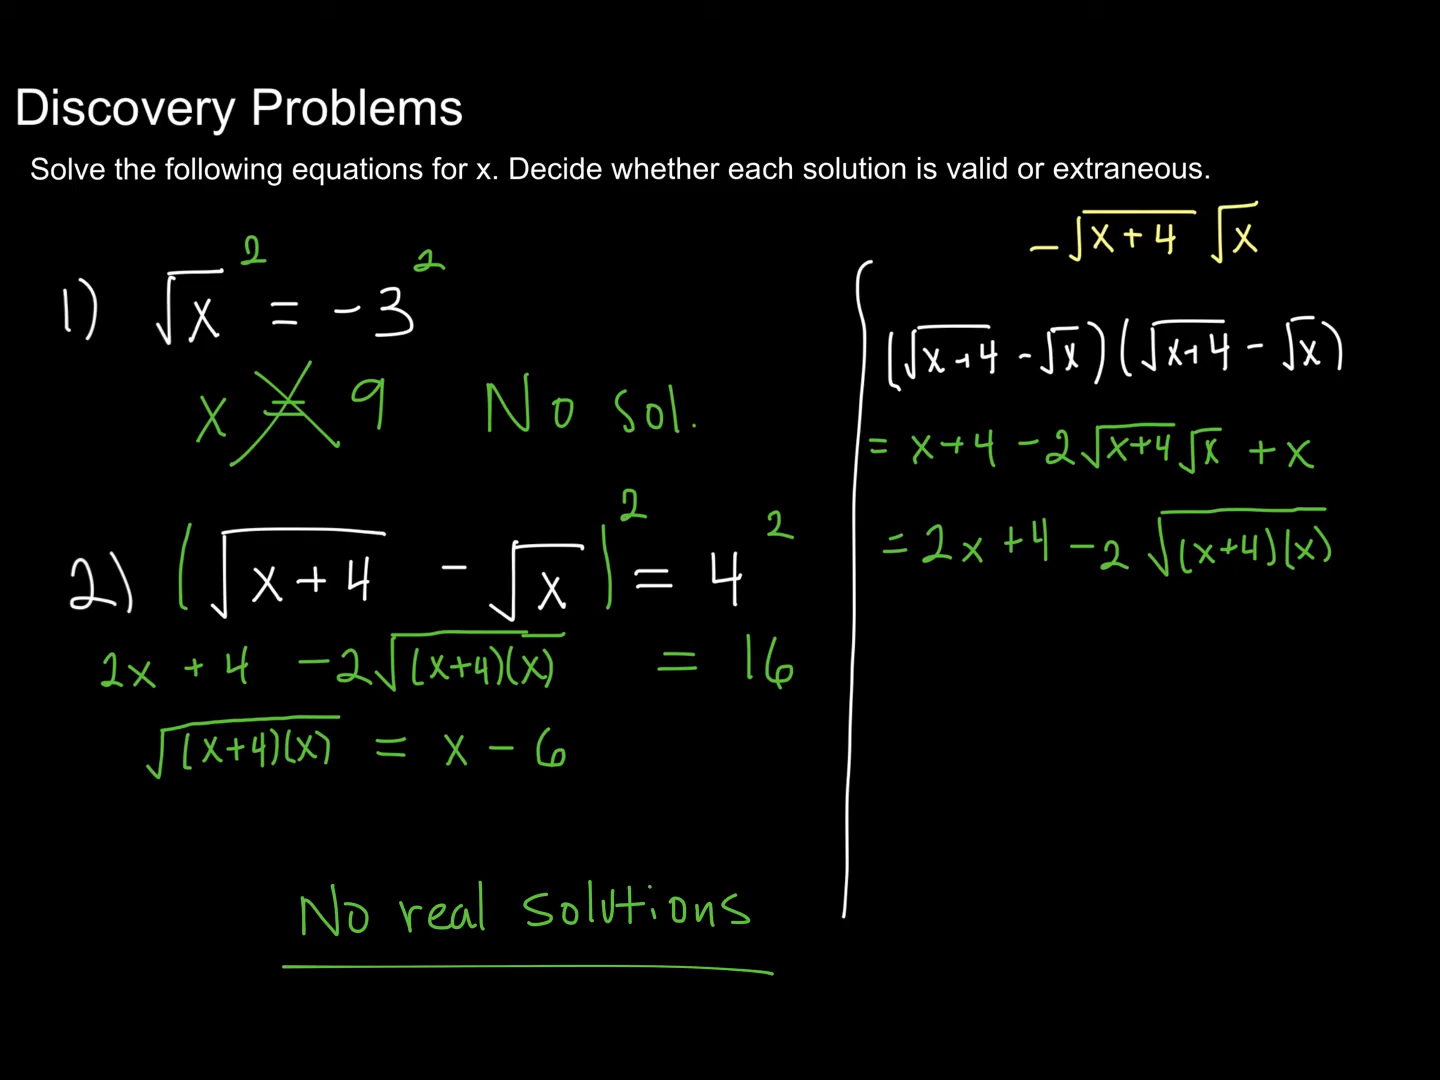 Discovery Problems
Solve the following equations for x. Decide whether each solution is valid or extraneous.
1) √x² = -3²
x = 9 No sol.
2) (√(x+4) - √x)² = 4²
2x + 4 - 2√((x+4)(x)) = 16
√((x+4)(x)) = x - 6
No real solutions
-√(x+4) √x
(√(x+4) - √x)(√(x+4) - √x)
= x+4 - 2√(x+4)√x + x
= 2x + 4 - 2√((x+4)(x))